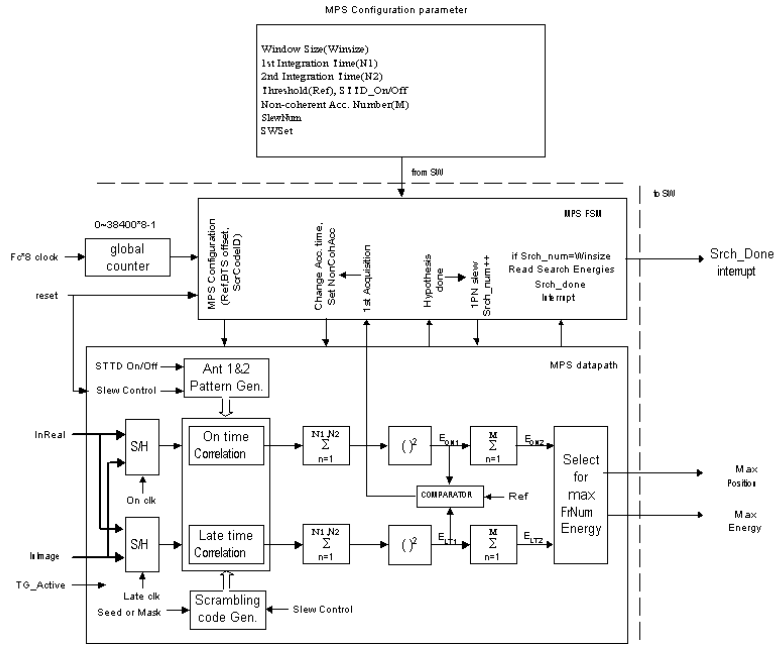 MPS Configuration parameter
Window Size(Winsize)
1st Integration Time(N1)
2nd Integration Time(N2)
Threshold(Ref), STTD_On/Off
Non-coherent Acc. Number(M)
SlewNum
SWSet
from SW
to SW
MPS FSM
0~38400*8-1
Fc*8 clock
global
counter
reset
MPS Configuration
(Ref,BTS offset,
ScrCodeID)
Change Acc. time,
Set NonCohAcc
1st Acquisition
Hypothesis
done
1PN slew
Srch_num++
if Srch_num=Winsize
Read Search Energies
Srch_done
Interrupt
Srch_Done
interrupt
MPS datapath
STTD On/Off
Slew Control
Ant 1&2
Pattern Gen.
InReal
S/H
On clk
On time
Correlation
N1,N2
Σ
n=1
( )²
E_ON1
M
Σ
n=1
E_ON2
Select
for
max
FrNum
Energy
Max
Position
COMPARATOR
Ref
Max
Energy
InImage
S/H
Late clk
Late time
Correlation
N1,N2
Σ
n=1
( )²
E_LT1
M
Σ
n=1
E_LT2
TG_Active
Seed or Mask
Scrambling
code Gen.
Slew Control